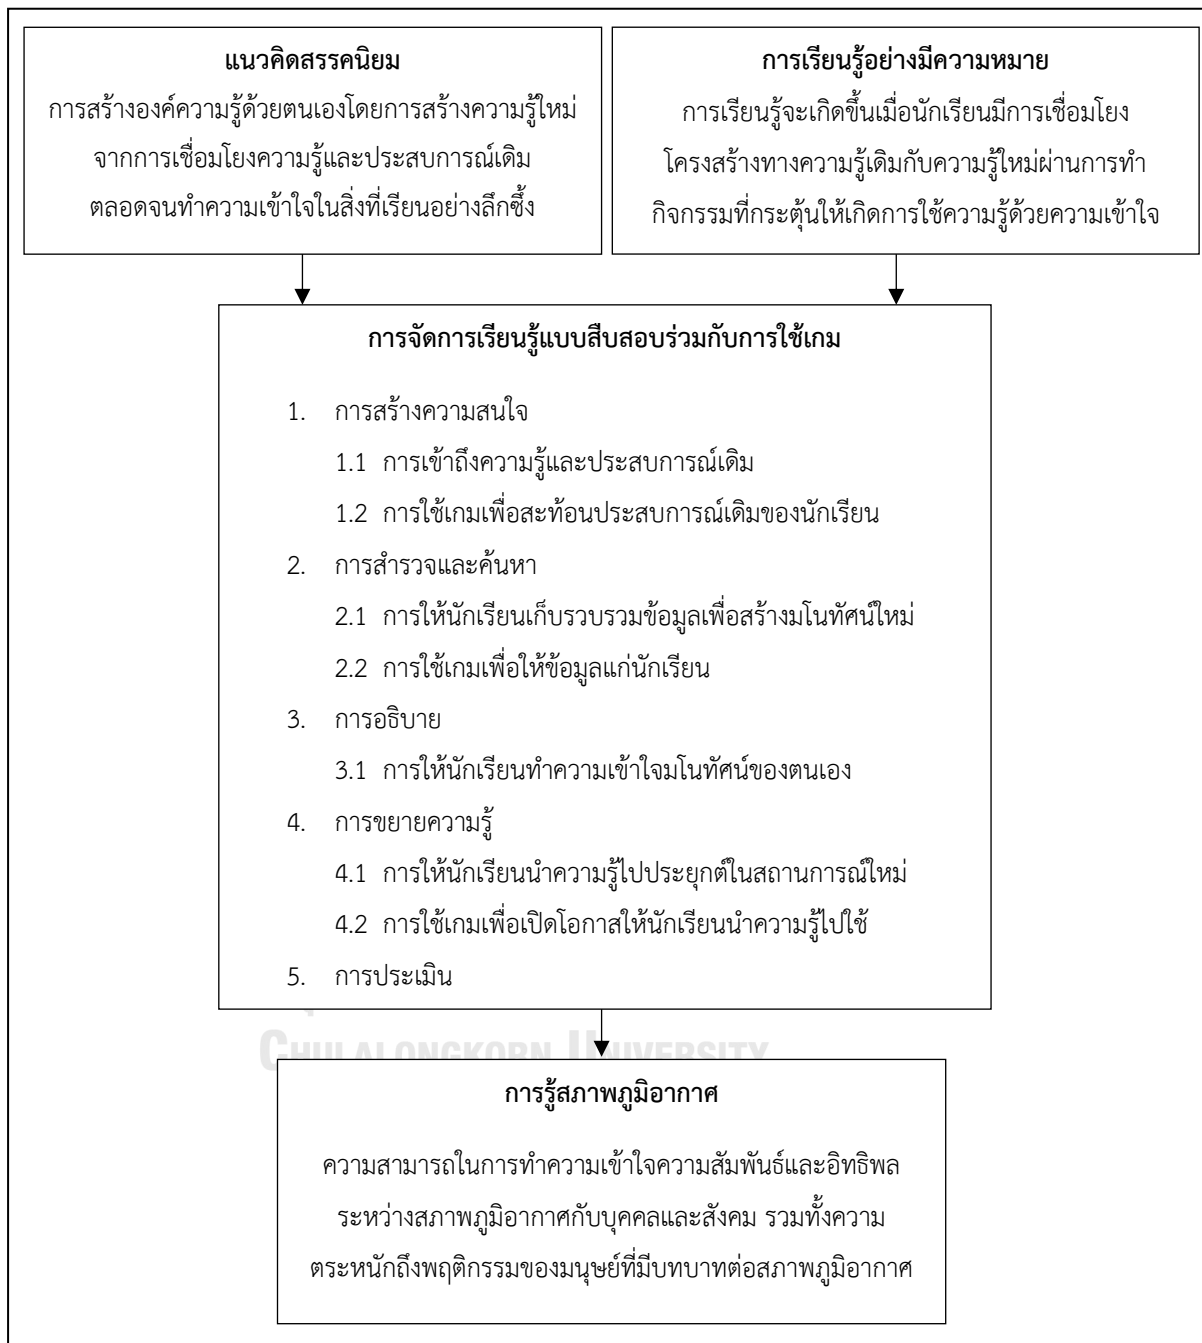 แนวคิดสรรคนิยม
การสร้างองค์ความรู้ด้วยตนเองโดยการสร้างความรู้ใหม่
จากการเชื่อมโยงความรู้และประสบการณ์เดิม
ตลอดจนทำความเข้าใจในสิ่งที่เรียนอย่างลึกซึ้ง
การเรียนรู้อย่างมีความหมาย
การเรียนรู้จะเกิดขึ้นเมื่อนักเรียนมีการเชื่อมโยง
โครงสร้างทางความรู้เดิมกับความรู้ใหม่ผ่านการทำ
กิจกรรมที่กระตุ้นให้เกิดการใช้ความรู้ด้วยความเข้าใจ
การจัดการเรียนรู้แบบสืบสอบร่วมกับการใช้เกม
1. การสร้างความสนใจ
1.1 การเข้าถึงความรู้และประสบการณ์เดิม
1.2 การใช้เกมเพื่อสะท้อนประสบการณ์เดิมของนักเรียน
2. การสำรวจและค้นหา
2.1 การให้นักเรียนเก็บรวบรวมข้อมูลเพื่อสร้างมโนทัศน์ใหม่
2.2 การใช้เกมเพื่อให้ข้อมูลแก่นักเรียน
3. การอธิบาย
3.1 การให้นักเรียนทำความเข้าใจมโนทัศน์ของตนเอง
4. การขยายความรู้
4.1 การให้นักเรียนนำความรู้ไปประยุกต์ในสถานการณ์ใหม่
4.2 การใช้เกมเพื่อเปิดโอกาสให้นักเรียนนำความรู้ไปใช้
5. การประเมิน
CHULALONGKORN UNIVERSITY
การรู้สภาพภูมิอากาศ
ความสามารถในการทำความเข้าใจความสัมพันธ์และอิทธิพล
ระหว่างสภาพภูมิอากาศกับบุคคลและสังคม รวมทั้งความ
ตระหนักถึงพฤติกรรมของมนุษย์ที่มีบทบาทต่อสภาพภูมิอากาศ